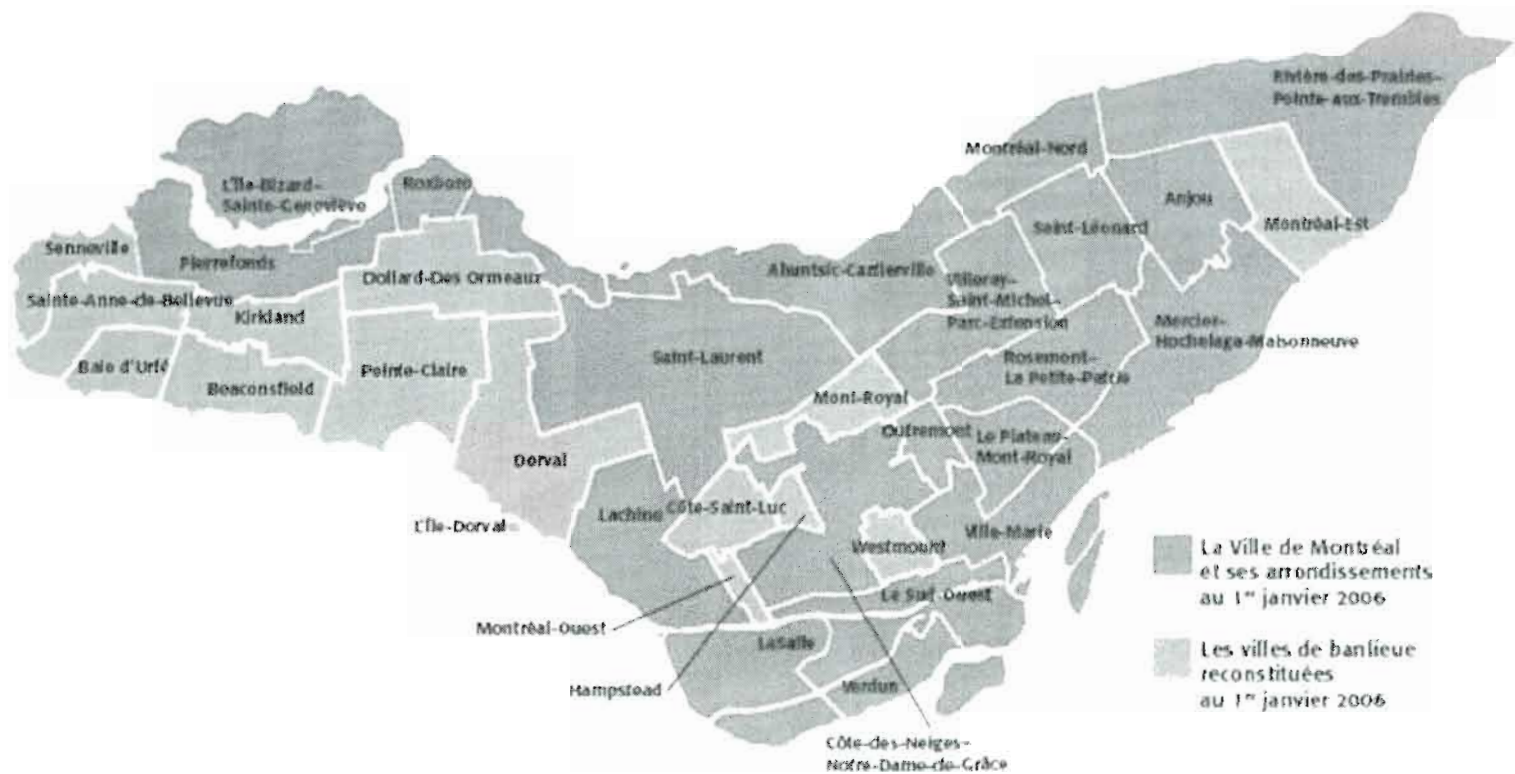 Rivière-des-Prairies–
Pointe-aux-Trembles
Montréal-Nord
L'Île-Bizard–
Sainte-Geneviève
Roxboro
Anjou
Saint-Léonard
Montréal-Est
Senneville
Pierrefonds
Dollard-Des Ormeaux
Ahuntsic-Cartierville
Villeray–
Saint-Michel–
Parc-Extension
Sainte-Anne-de-Bellevue
Kirkland
Mercier–
Hochelaga-Maisonneuve
Saint-Laurent
Rosemont–
La Petite-Patrie
Baie d'Urfé
Pointe-Claire
Beaconsfield
Mont-Royal
Outremont
Le Plateau–
Mont-Royal
Dorval
L'Île-Dorval
Lachine
Côte-Saint-Luc
Westmount
Ville-Marie
Le Sud-Ouest
Montréal-Ouest
LaSalle
Hampstead
Verdun
Côte-des-Neiges–
Notre-Dame-de-Grâce
La Ville de Montréal
et ses arrondissements
au 1er janvier 2006
Les villes de banlieue
reconstituées
au 1er janvier 2006